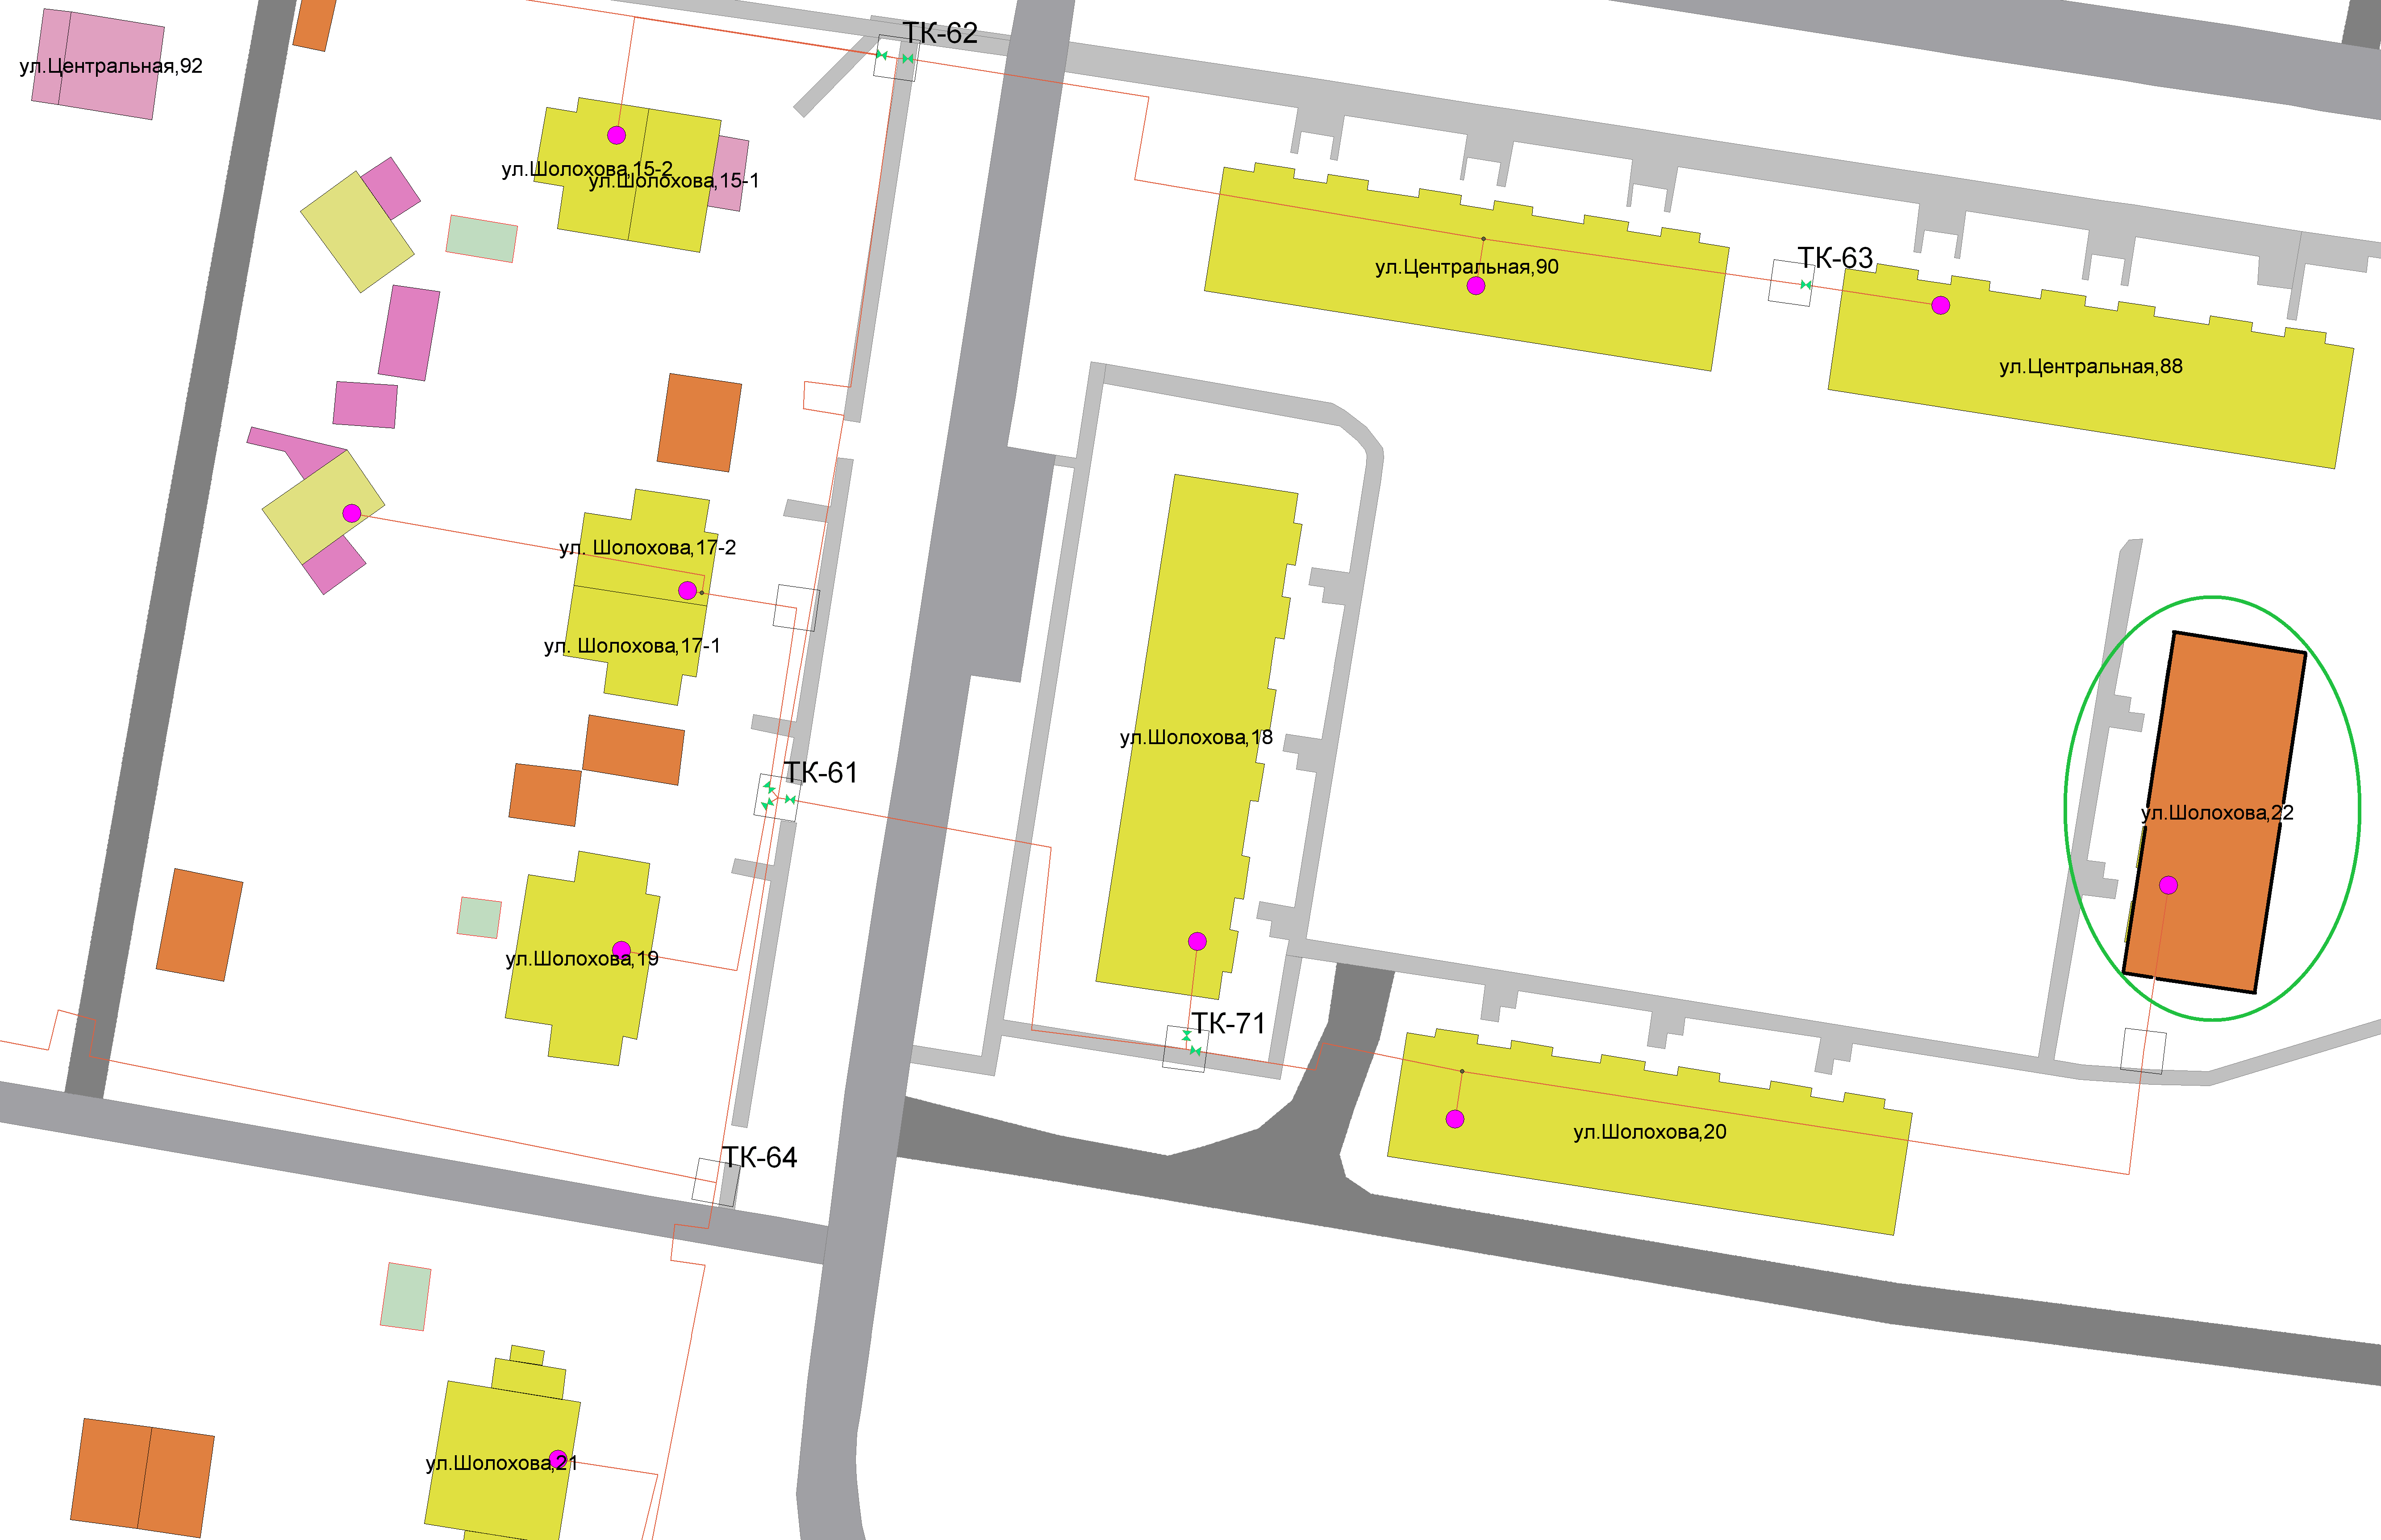 ТК-62
ул.Центральная,92
ул.Шолохова,15-2
ул.Шолохова,15-1
ТК-63
ул.Центральная,90
ул.Центральная,88
ул. Шолохова,17-2
ул. Шолохова,17-1
ул.Шолохова,18
ТК-61
ул.Шолохова,22
ул.Шолохова,19
ТК-71
ул.Шолохова,20
ТК-64
ул.Шолохова,21